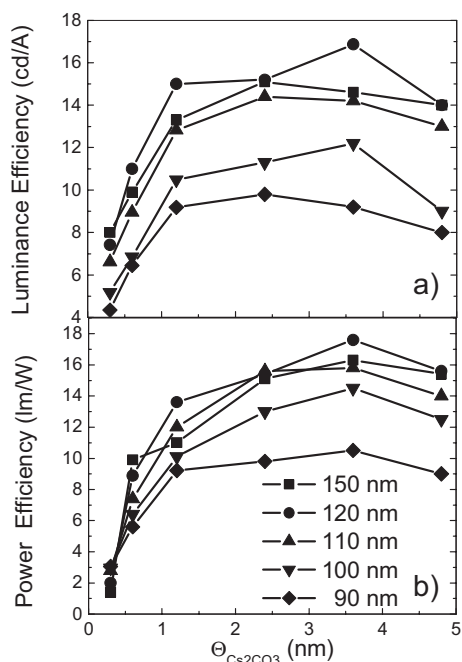 a)
Luminance Efficiency (cd/A)
16
14
12
10
8
6
4
b)
Power Efficiency (lm/W)
18
16
14
12
10
8
6
4
2
0
150 nm
120 nm
110 nm
100 nm
90 nm
0 1 2 3 4 5
Θ_Cs2CO3 (nm)